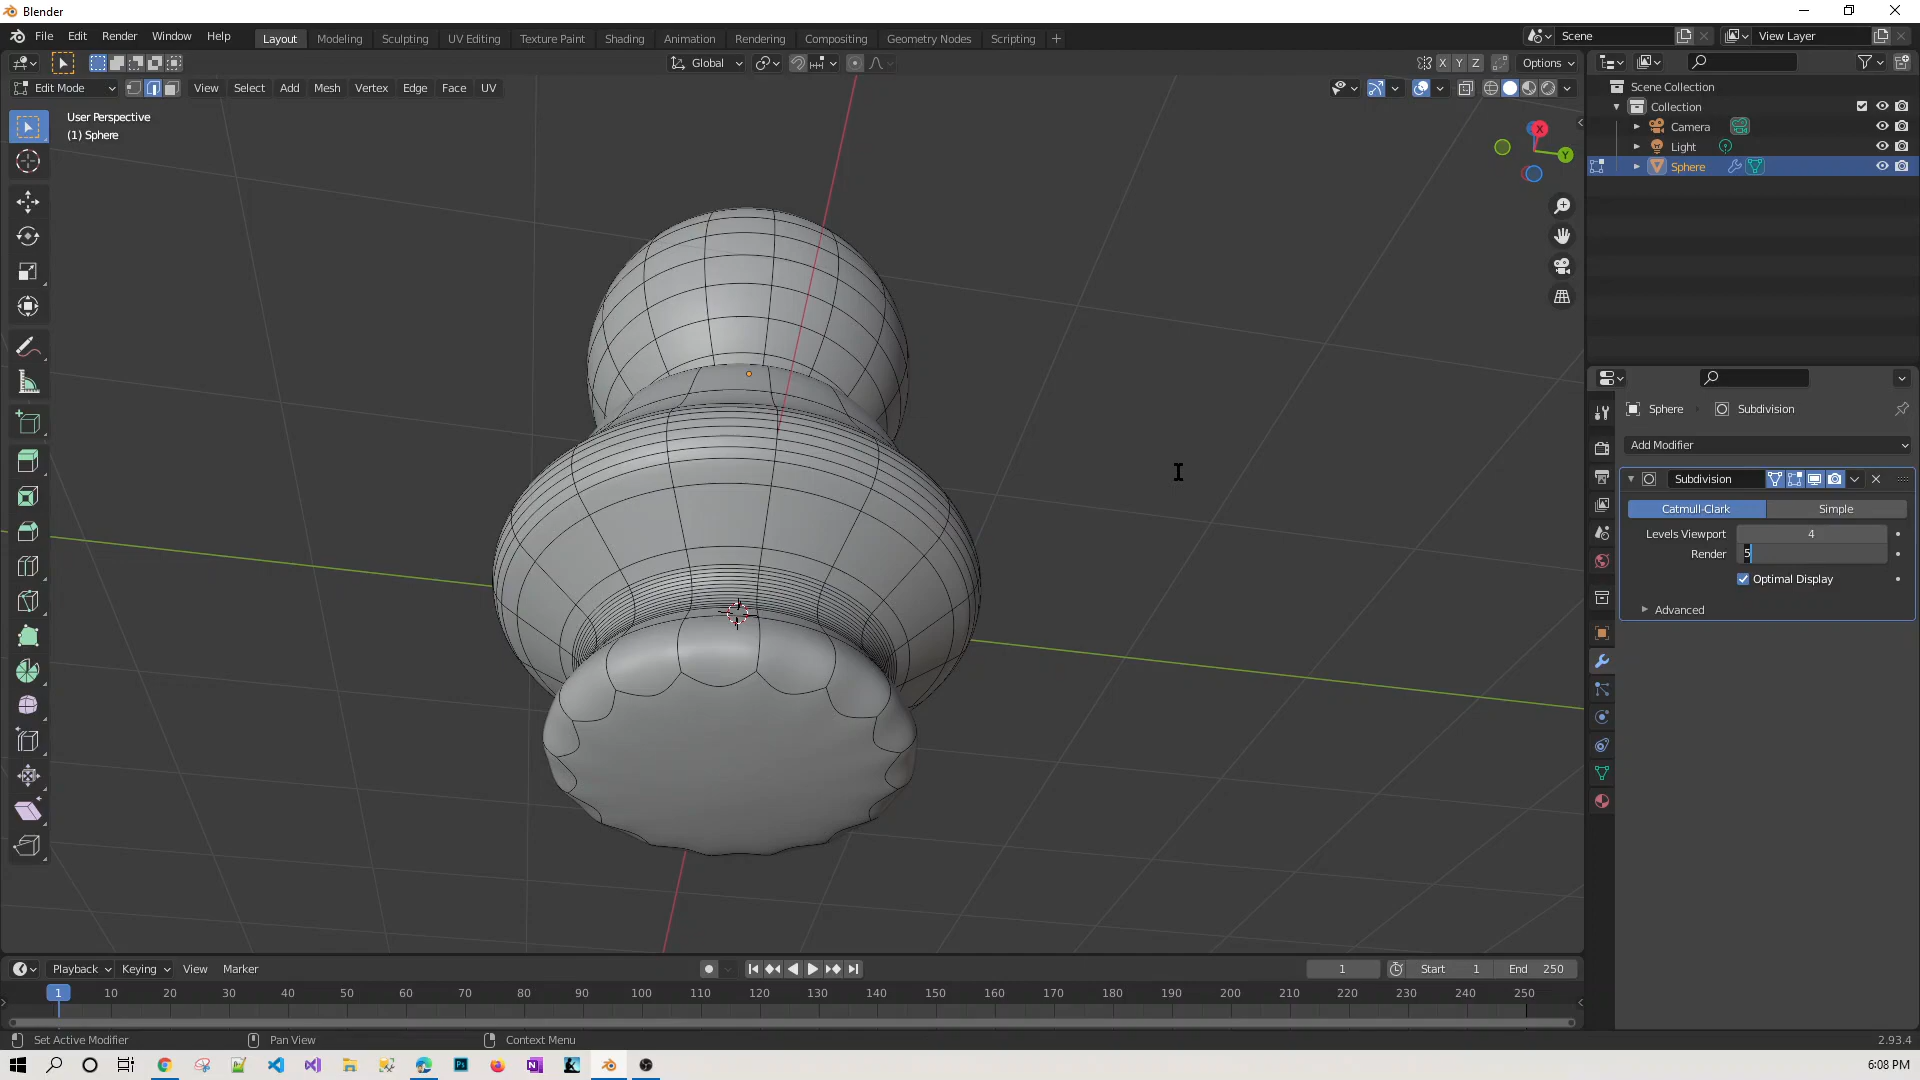 Blender
File Edit Render Window Help
Layout Modeling Sculpting UV Editing Texture Paint Shading Animation Rendering Compositing Geometry Nodes Scripting
Scene
View Layer
Global
X Y Z Options
Edit Mode
View Select Add Mesh Vertex Edge Face UV
User Perspective
(1) Sphere
X
Y
Scene Collection
Collection
Camera
Light
Sphere
Sphere
Subdivision
Add Modifier
Subdivision
Catmull-Clark Simple
Levels Viewport 4
Render 5
Optimal Display
Advanced
Playback Keying View Marker
1 Start 1 End 250
1 10 20 30 40 50 60 70 80 90 100 110 120 130 140 150 160 170 180 190 200 210 220 230 240 250
Set Active Modifier Pan View Context Menu
2.93.4
6:08 PM